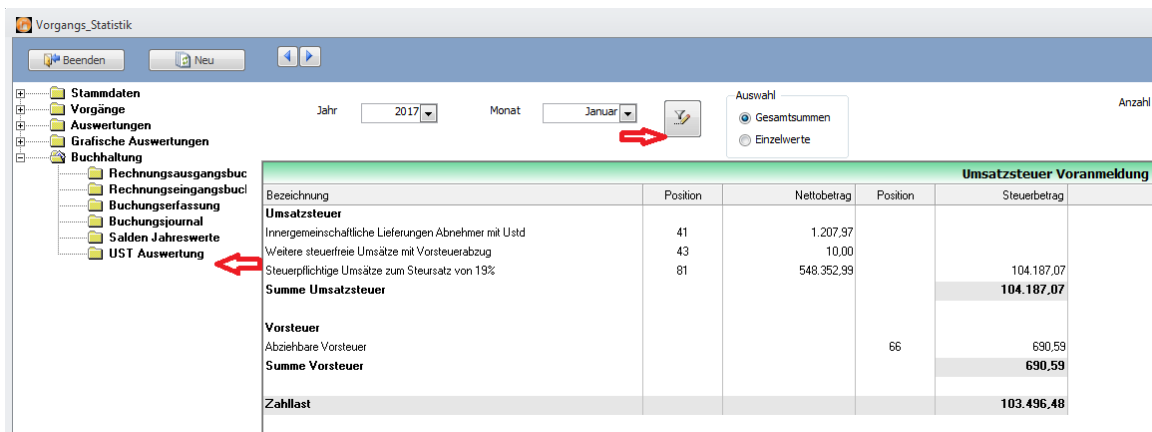 Vorgangs_Statistik
Beenden Neu
Stammdaten
Vorgänge
Auswertungen
Grafische Auswertungen
Buchhaltung
Rechnungsausgangsbuc
Rechnungseingangsbucl
Buchungserfassung
Buchungsjournal
Salden Jahreswerte
UST Auswertung
Jahr 2017 Monat Januar
Auswahl
Gesamtsummen
Einzelwerte
Anzahl
Umsatzsteuer Voranmeldung
Bezeichnung Position Nettobetrag Position Steuerbetrag
Umsatzsteuer
Innergemeinschaftliche Lieferungen Abnehmer mit Ustd 41 1.207,97
Weitere steuerfreie Umsätze mit Vorsteuerabzug 43 10,00
Steuerpflichtige Umsätze zum Steursatz von 19% 81 548.352,99 104.187,07
Summe Umsatzsteuer 104.187,07
Vorsteuer
Abziehbare Vorsteuer 66 690,59
Summe Vorsteuer 690,59
Zahllast 103.496,48